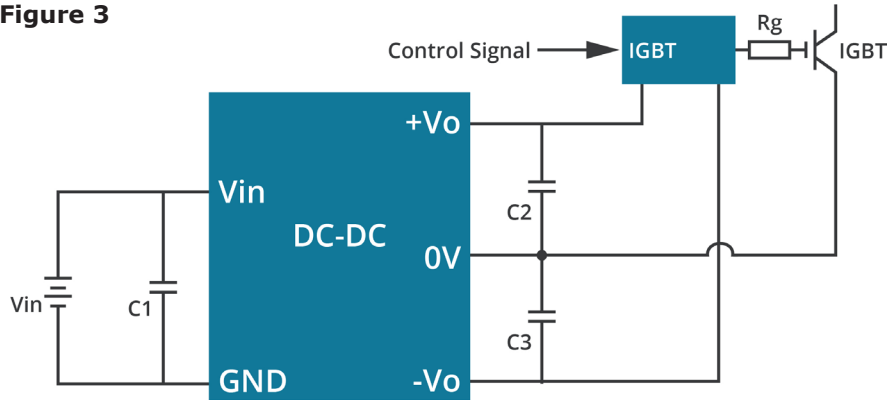 Figure 3
Rg
Control Signal
IGBT
IGBT
+Vo
Vin
C2
DC-DC
0V
Vin
C1
C3
GND
-Vo